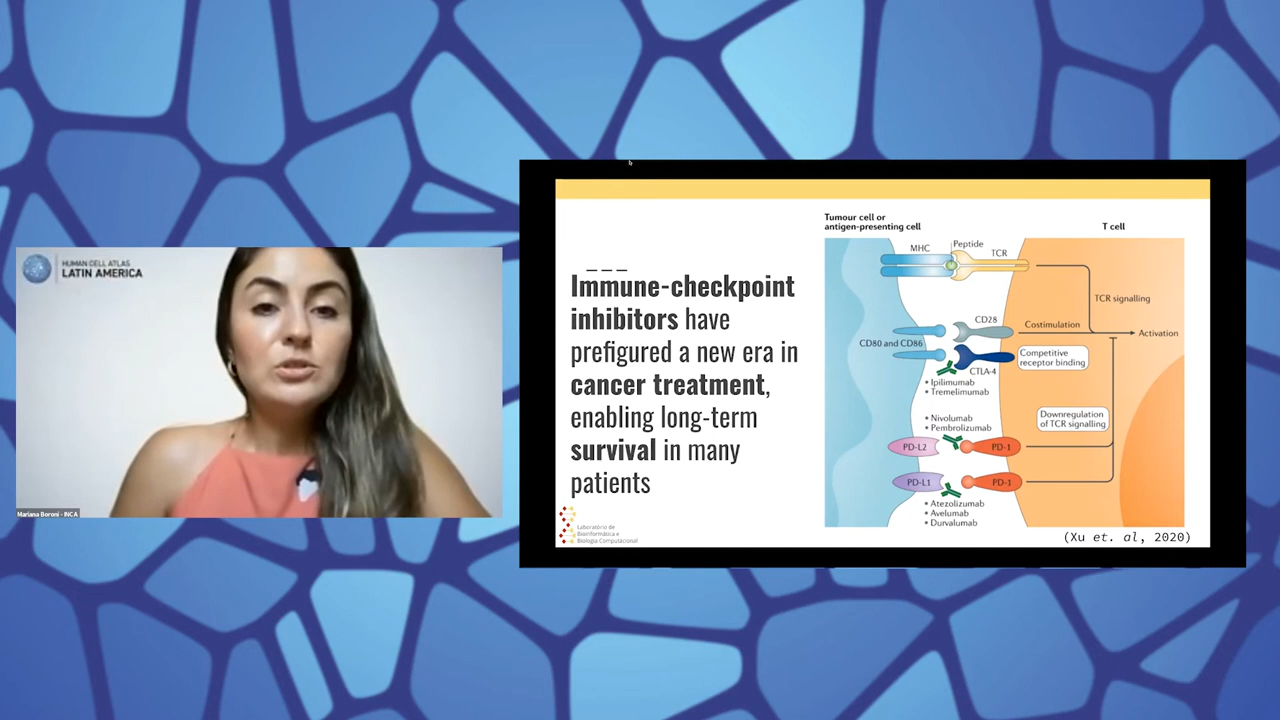 HUMAN CELL ATLAS
LATIN AMERICA
Mariana Boroni - INCA
Immune-checkpoint
inhibitors have
prefigured a new era in
cancer treatment,
enabling long-term
survival in many
patients
Laboratório de
Bioinformática e
Biologia Computacional
Tumour cell or
antigen-presenting cell
T cell
MHC
Peptide
TCR
TCR signalling
CD28
Costimulation
Activation
CD80 and CD86
CTLA-4
Competitive
receptor binding
• Ipilimumab
• Tremelimumab
• Nivolumab
• Pembrolizumab
Downregulation
of TCR signalling
PD-L2
PD-1
PD-L1
PD-1
• Atezolizumab
• Avelumab
• Durvalumab
(Xu et. al, 2020)